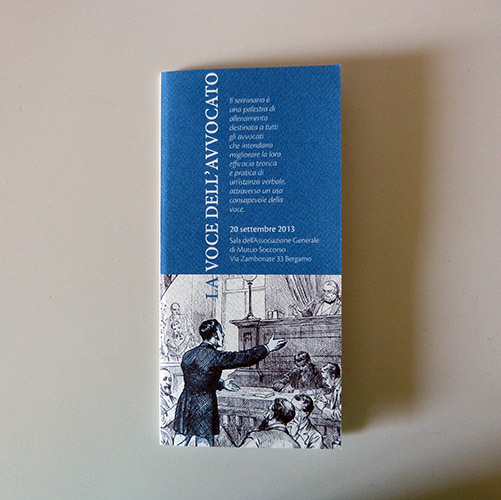 LA VOCE DELL'AVVOCATO
Il seminario è
una palestra di
allenamento
destinata a tutti
gli avvocati
che intendano
migliorare la loro
efficacia teorica
e pratica di
un'istanza verbale,
attraverso un uso
consapevole della
voce.
20 settembre 2013
Sala dell'Associazione Generale
di Mutuo Soccorso
Via Zambonate 33 Bergamo